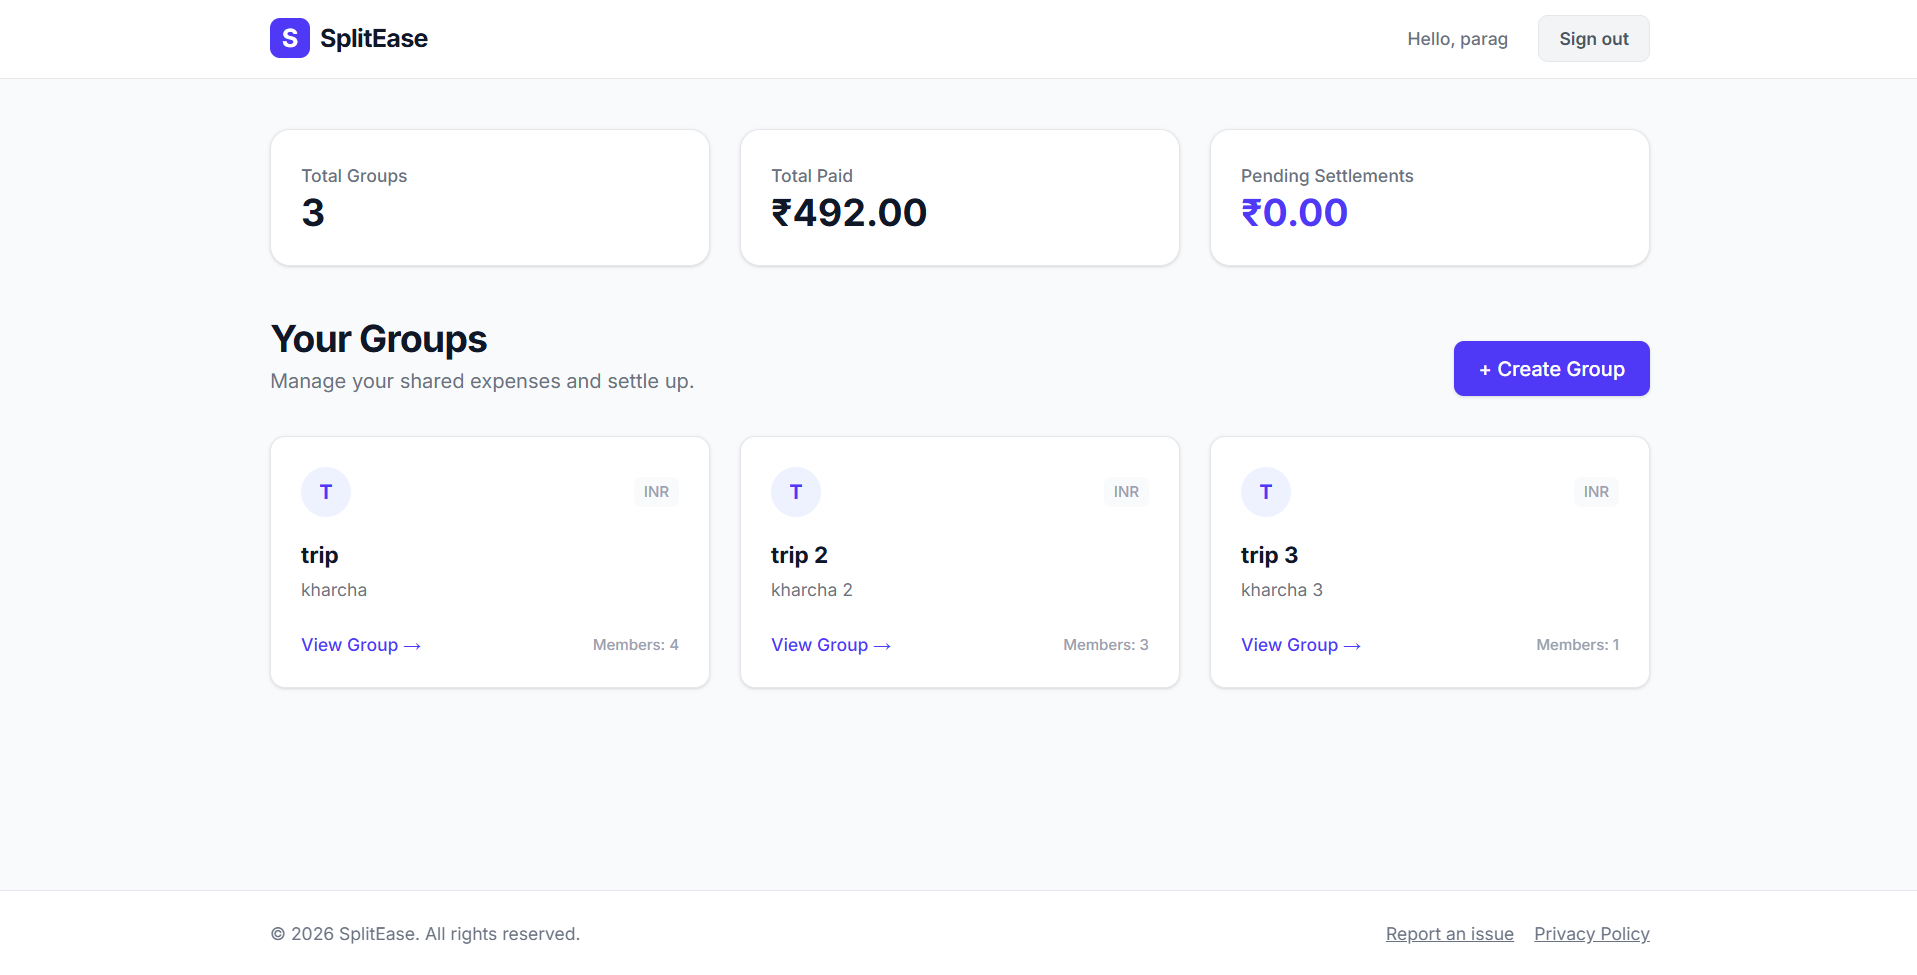 S SplitEase
Hello, parag
Sign out
Total Groups
3
Total Paid
₹492.00
Pending Settlements
₹0.00
Your Groups
Manage your shared expenses and settle up.
+ Create Group
T
INR
trip
kharcha
View Group →
Members: 4
T
INR
trip 2
kharcha 2
View Group →
Members: 3
T
INR
trip 3
kharcha 3
View Group →
Members: 1
© 2026 SplitEase. All rights reserved.
Report an issue
Privacy Policy